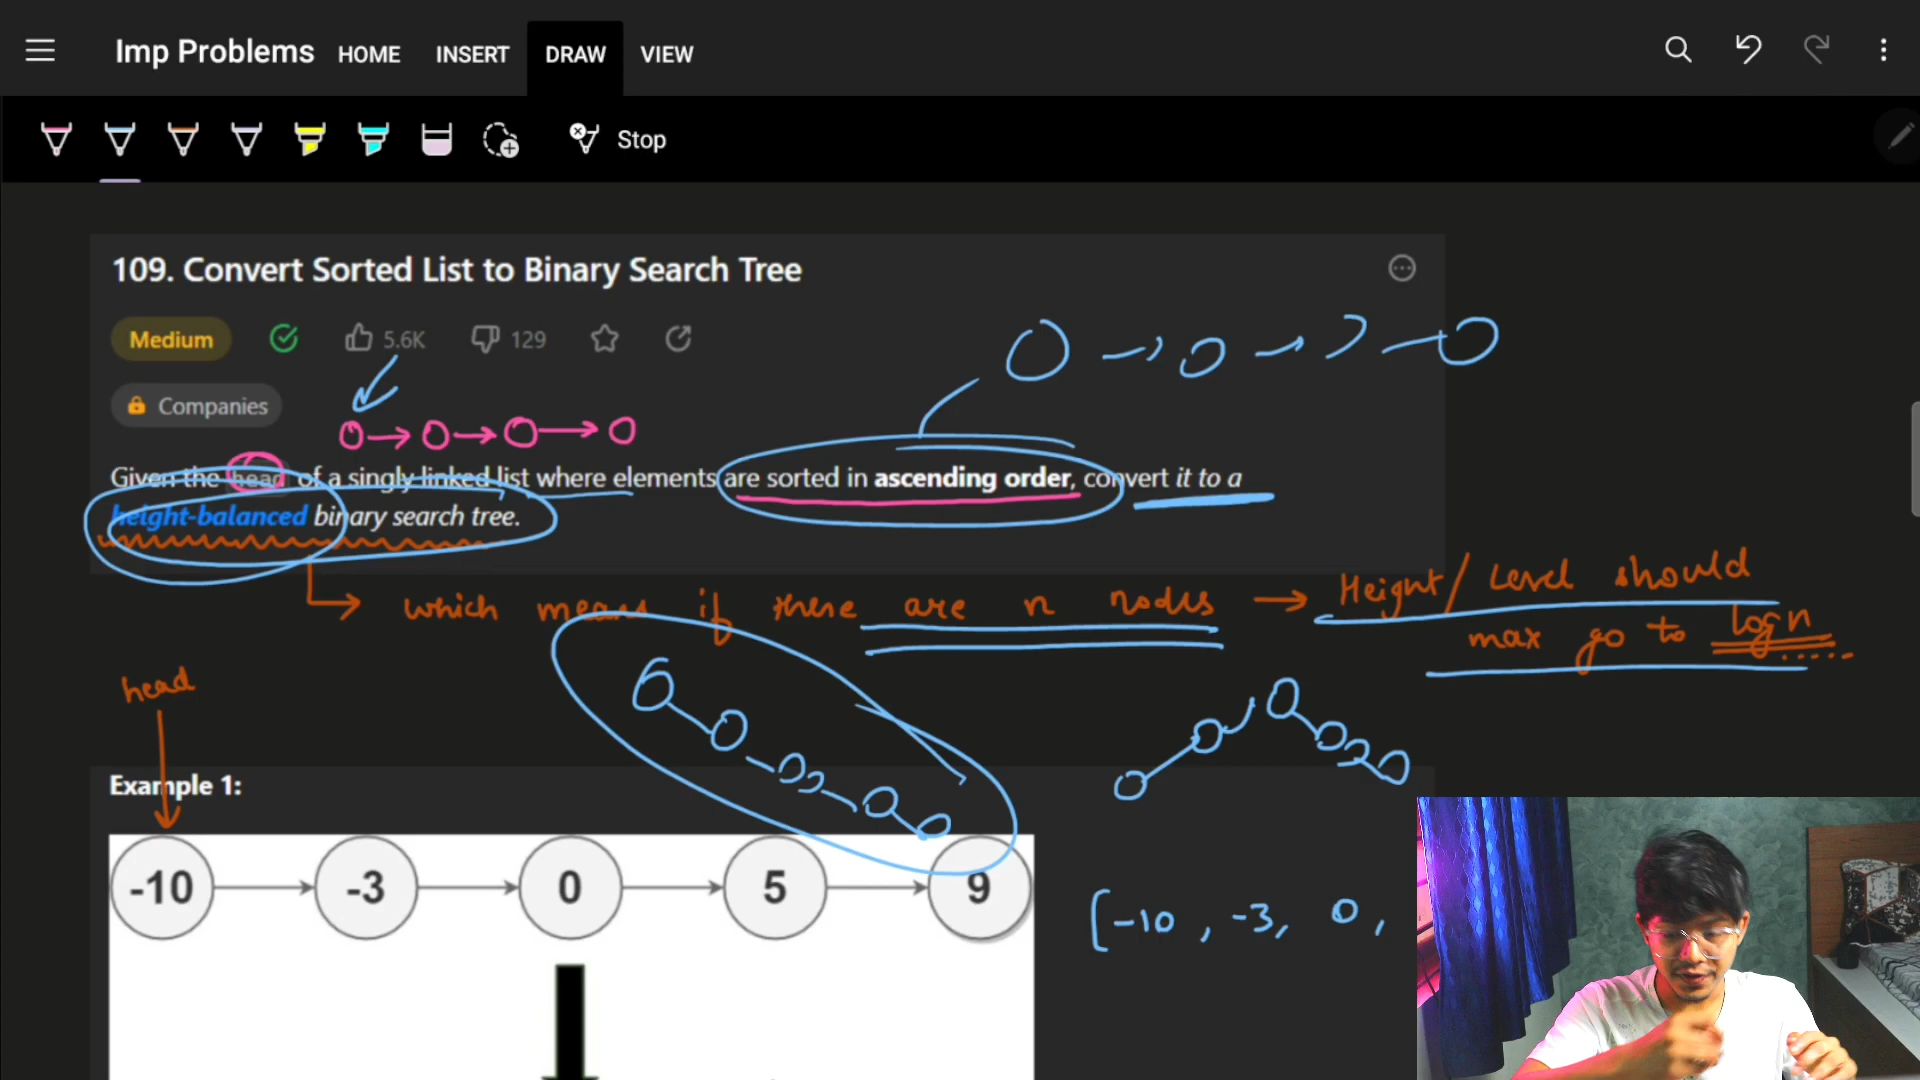 Imp Problems HOME INSERT DRAW VIEW
Stop
109. Convert Sorted List to Binary Search Tree
Medium 5.6K 129
Companies
Given the head of a singly linked list where elements are sorted in ascending order, convert it to a
height-balanced binary search tree.
which means if there are n nodes → Height/Level should
max go to logn
head
Example 1:
-10 -3 0 5 9
[-10, -3, 0,